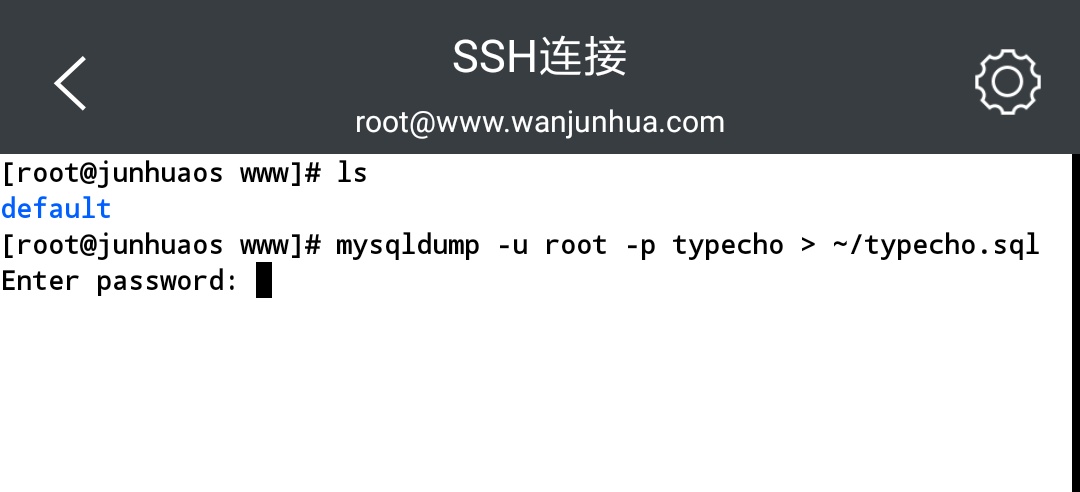 SSH连接
root@www.wanjunhua.com
[root@junhuaos www]# ls
default
[root@junhuaos www]# mysqldump -u root -p typecho > ~/typecho.sql
Enter password: